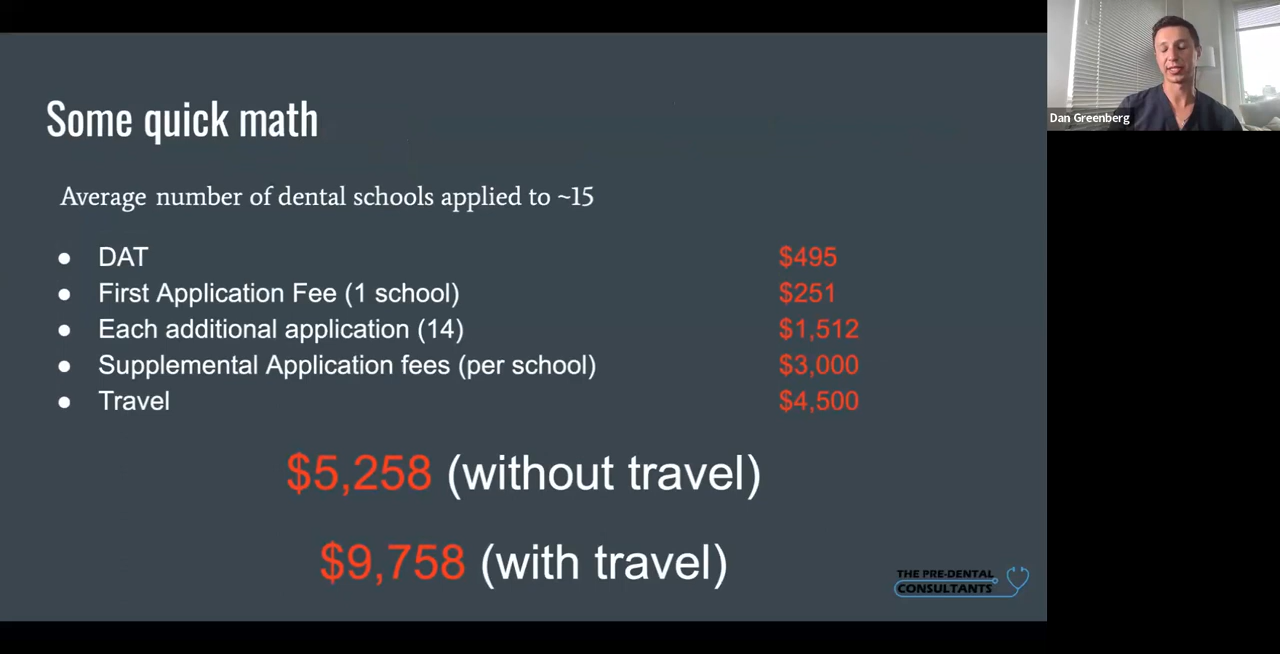 Some quick math
Average number of dental schools applied to ~15
● DAT $495
● First Application Fee (1 school) $251
● Each additional application (14) $1,512
● Supplemental Application fees (per school) $3,000
● Travel $4,500
$5,258 (without travel)
$9,758 (with travel)
THE PRE-DENTAL
CONSULTANTS
Dan Greenberg